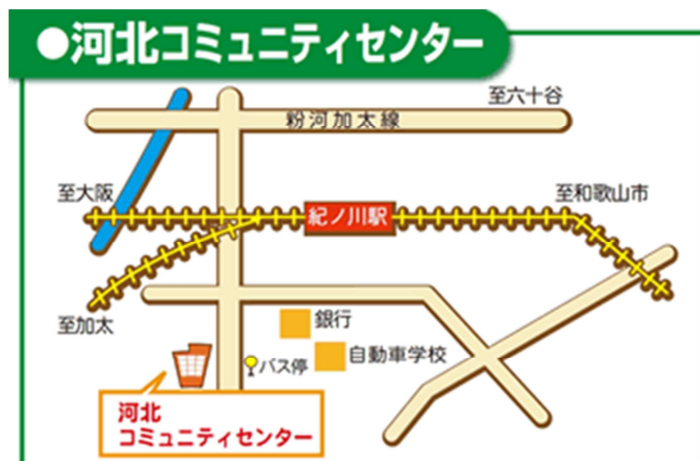 ●河北コミュニティセンター
至六十谷
粉河加太線
至大阪
至和歌山市
紀ノ川駅
至加太
銀行
自動車学校
バス停
河北
コミュニティセンター